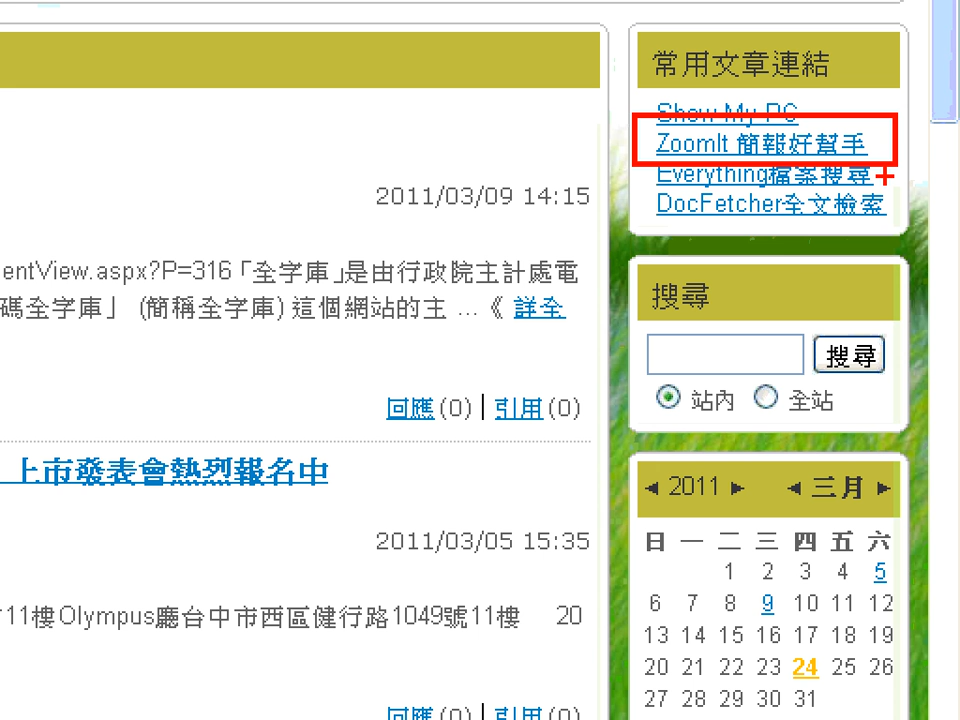 2011/03/09 14:15
entView.aspx?P=316「全字庫」是由行政院主計處電
碼全字庫」 (簡稱全字庫) 這個網站的主 ...《 詳全
回應(0) | 引用(0)
上市發表會熱烈報名中
2011/03/05 15:35
11樓Olympus廳台中市西區健行路1049號11樓 20
回應(0) | 引用(0)
常用文章連結
Show My PC
ZoomIt 簡報好幫手
Everything檔案搜尋
DocFetcher全文檢索
搜尋
搜尋
站內 全站
◄ 2011 ► ◄ 三月 ►
日 一 二 三 四 五 六
1 2 3 4 5
6 7 8 9 10 11 12
13 14 15 16 17 18 19
20 21 22 23 24 25 26
27 28 29 30 31